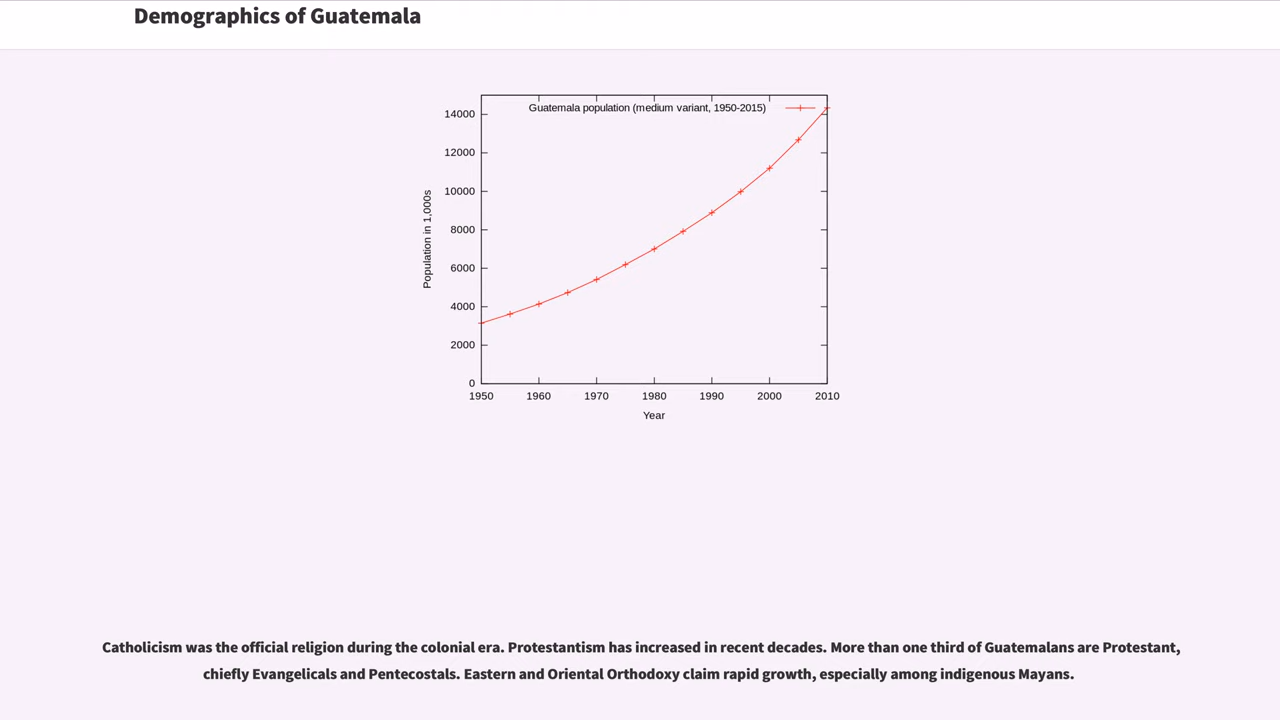 Demographics of Guatemala
Guatemala population (medium variant, 1950-2015)
14000
12000
10000
8000
6000
4000
2000
0
Population in 1,000s
1950 1960 1970 1980 1990 2000 2010
Year
Catholicism was the official religion during the colonial era. Protestantism has increased in recent decades. More than one third of Guatemalans are Protestant,
chiefly Evangelicals and Pentecostals. Eastern and Oriental Orthodoxy claim rapid growth, especially among indigenous Mayans.